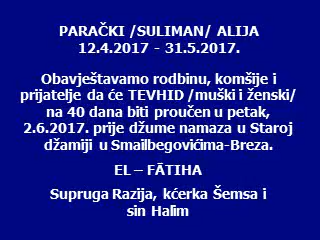 PARAČKI /SULIMAN/ ALIJA
12.4.2017 - 31.5.2017.
Obavještavamo rodbinu, komšije i
prijatelje da će TEVHID /muški i ženski/
na 40 dana biti proučen u petak,
2.6.2017. prije džume namaza u Staroj
džamiji u Smailbegovićima-Breza.
EL – FĀTIHA
Supruga Razija, kćerka Šemsa i
sin Halim